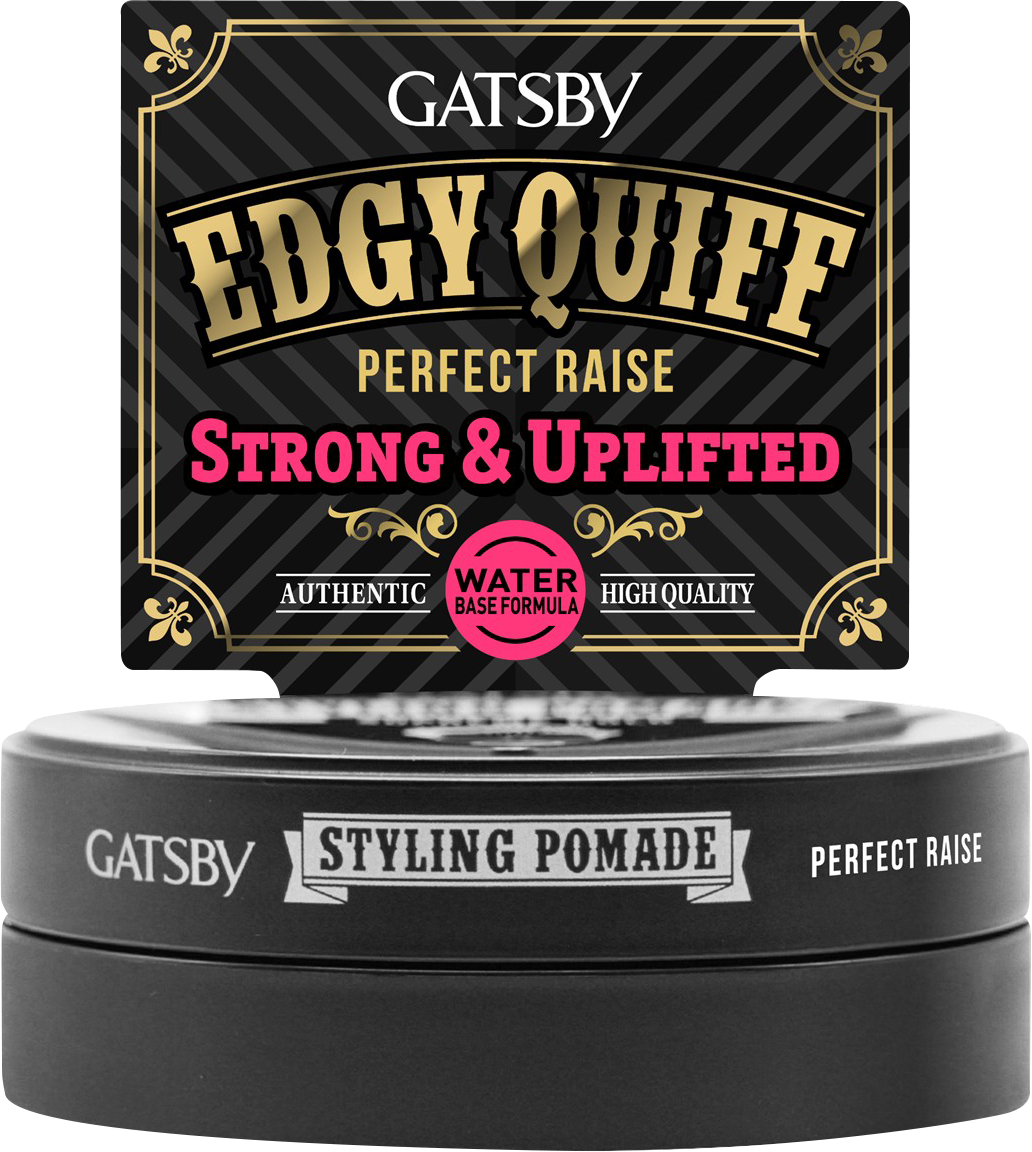 GATSBY
EDGY QUIFF
PERFECT RAISE
STRONG & UPLIFTED
AUTHENTIC
WATER
BASE FORMULA
HIGH QUALITY
GATSBY
STYLING POMADE
PERFECT RAISE